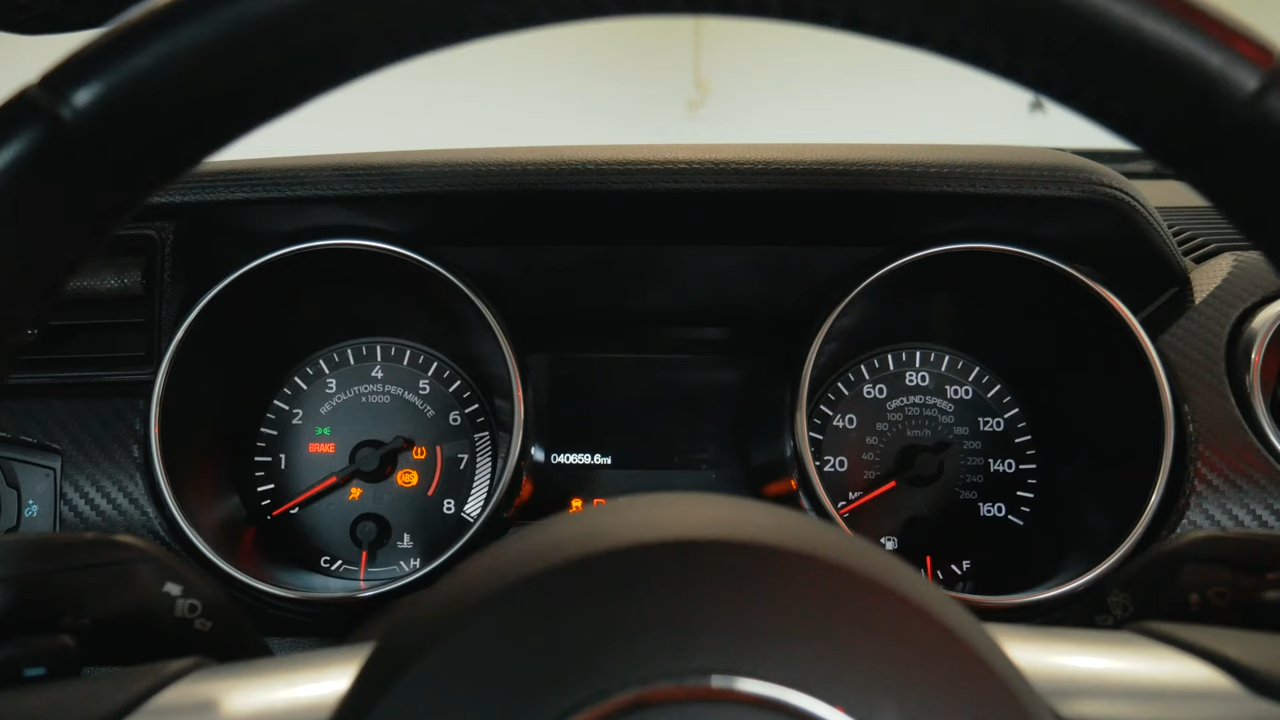 1
2
3
4
5
6
7
8
REVOLUTIONS PER MINUTE
x1000
BRAKE
ABS
C
H
040659.6mi
20
40
60
80
100
120
140
160
GROUND SPEED
20
40
60
80
100
120
140
160
180
200
220
240
260
km/h
F